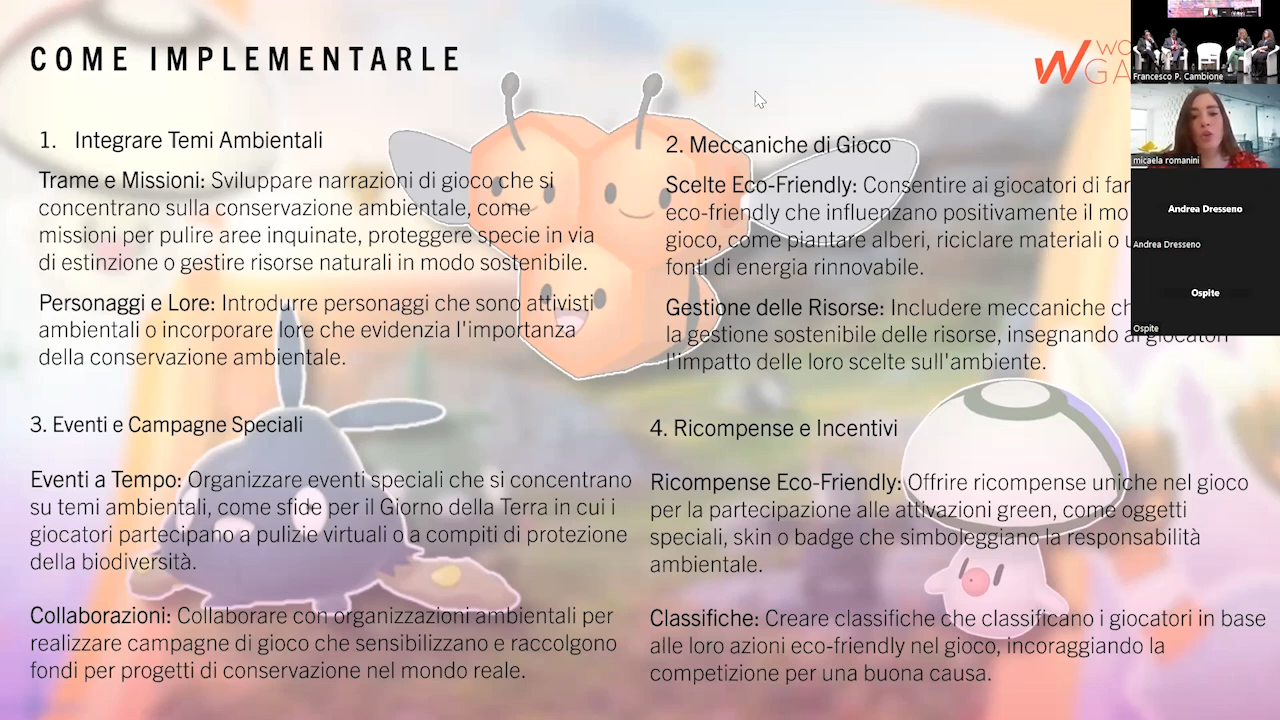 COME IMPLEMENTARLE
1. Integrare Temi Ambientali
Trame e Missioni: Sviluppare narrazioni di gioco che si
concentrano sulla conservazione ambientale, come
missioni per pulire aree inquinate, proteggere specie in via
di estinzione o gestire risorse naturali in modo sostenibile.
Personaggi e Lore: Introdurre personaggi che sono attivisti
ambientali o incorporare lore che evidenzia l'importanza
della conservazione ambientale.
2. Meccaniche di Gioco
Scelte Eco-Friendly: Consentire ai giocatori di
eco-friendly che influenzano positivamente il
gioco, come piantare alberi, riciclare materiali o
fonti di energia rinnovabile.
Gestione delle Risorse: Includere meccaniche
la gestione sostenibile delle risorse, insegnando ai giocatori
l'impatto delle loro scelte sull'ambiente.
3. Eventi e Campagne Speciali
Eventi a Tempo: Organizzare eventi speciali che si concentrano
su temi ambientali, come sfide per il Giorno della Terra in cui i
giocatori partecipano a pulizie virtuali o a compiti di protezione
della biodiversità.
Collaborazioni: Collaborare con organizzazioni ambientali per
realizzare campagne di gioco che sensibilizzano e raccolgono
fondi per progetti di conservazione nel mondo reale.
4. Ricompense e Incentivi
Ricompense Eco-Friendly: Offrire ricompense uniche nel gioco
per la partecipazione alle attivazioni green, come oggetti
speciali, skin o badge che simboleggiano la responsabilità
ambientale.
Classifiche: Creare classifiche che classificano i giocatori in base
alle loro azioni eco-friendly nel gioco, incoraggiando la
competizione per una buona causa.
Francesco P. Cambione
micaela romanini
Andrea Dresseno
Andrea Dresseno
Ospite
Ospite